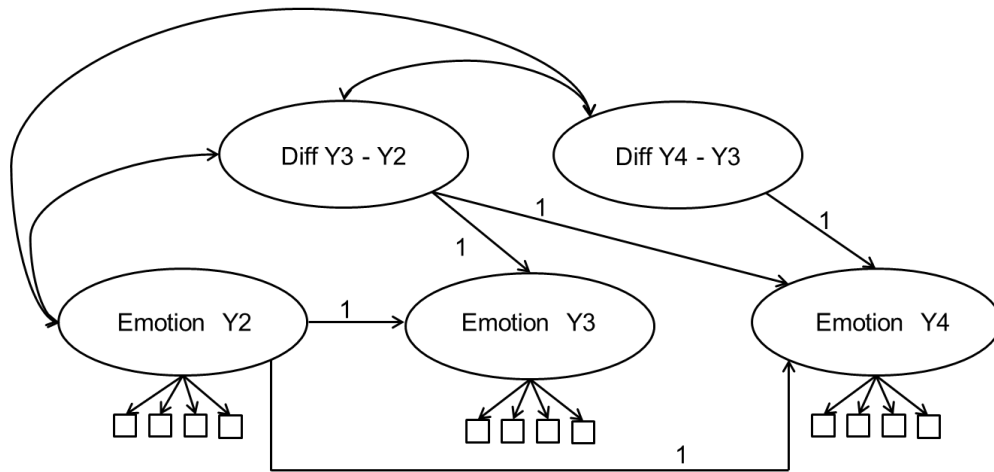 Diff Y3 - Y2
Diff Y4 - Y3
1
1
1
Emotion Y2
1
Emotion Y3
Emotion Y4
1